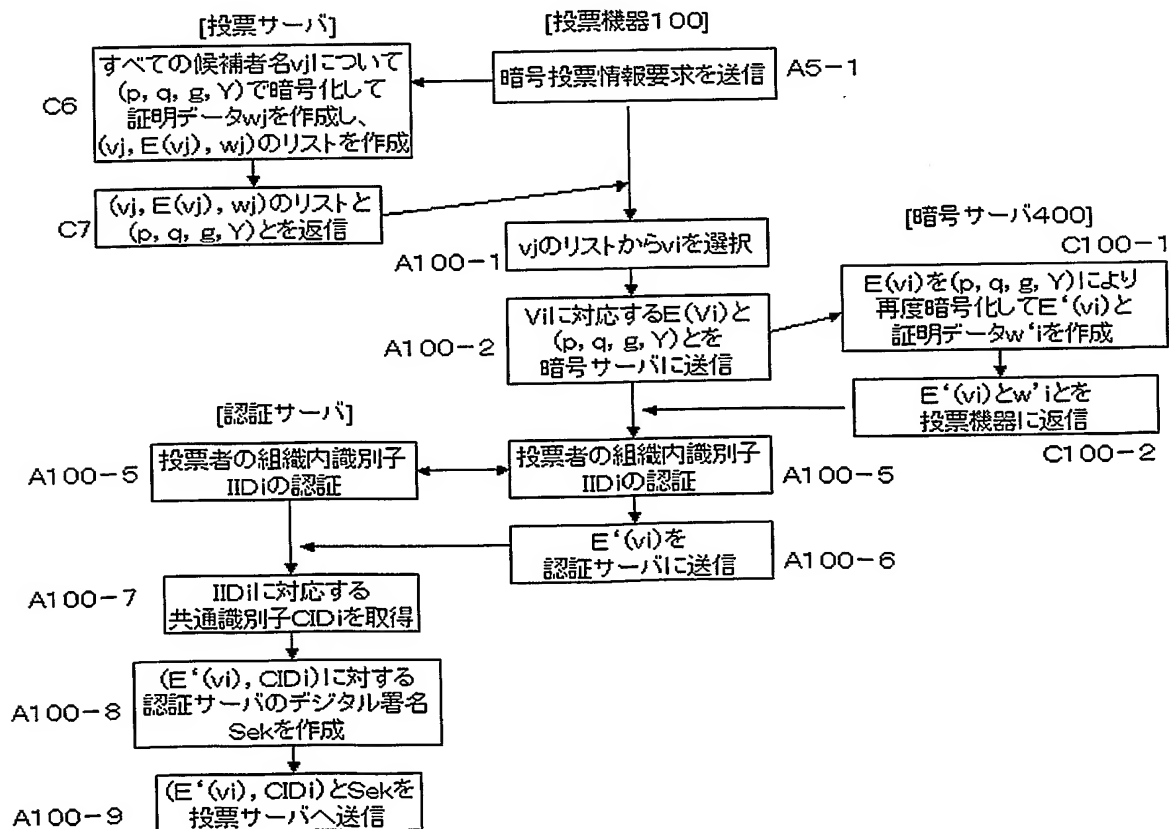 [投票サーバ]
[投票機器100]
すべての候補者名vjについて
(p, q, g, Y)で暗号化して
証明データwjを作成し、
(vj, E(vj), wj)のリストを作成
C6
暗号投票情報要求を送信
A5-1
(vj, E(vj), wj)のリストと
(p, q, g, Y)とを返信
C7
vjのリストからviを選択
A100-1
[暗号サーバ400]
C100-1
E(vi)を(p, q, g, Y)により
再度暗号化してE‘(vi)と
証明データw‘iを作成
Viに対応するE(Vi)と
(p, q, g, Y)とを
暗号サーバに送信
A100-2
E‘(vi)とw’iとを
投票機器に返信
C100-2
[認証サーバ]
投票者の組織内識別子
IIDiの認証
A100-5
投票者の組織内識別子
IIDiの認証
A100-5
E‘(vi)を
認証サーバに送信
A100-6
IIDiに対応する
共通識別子CIDiを取得
A100-7
(E‘(vi), CIDi)に対する
認証サーバのデジタル署名
Sekを作成
A100-8
(E‘(vi), CIDi)とSekを
投票サーバへ送信
A100-9